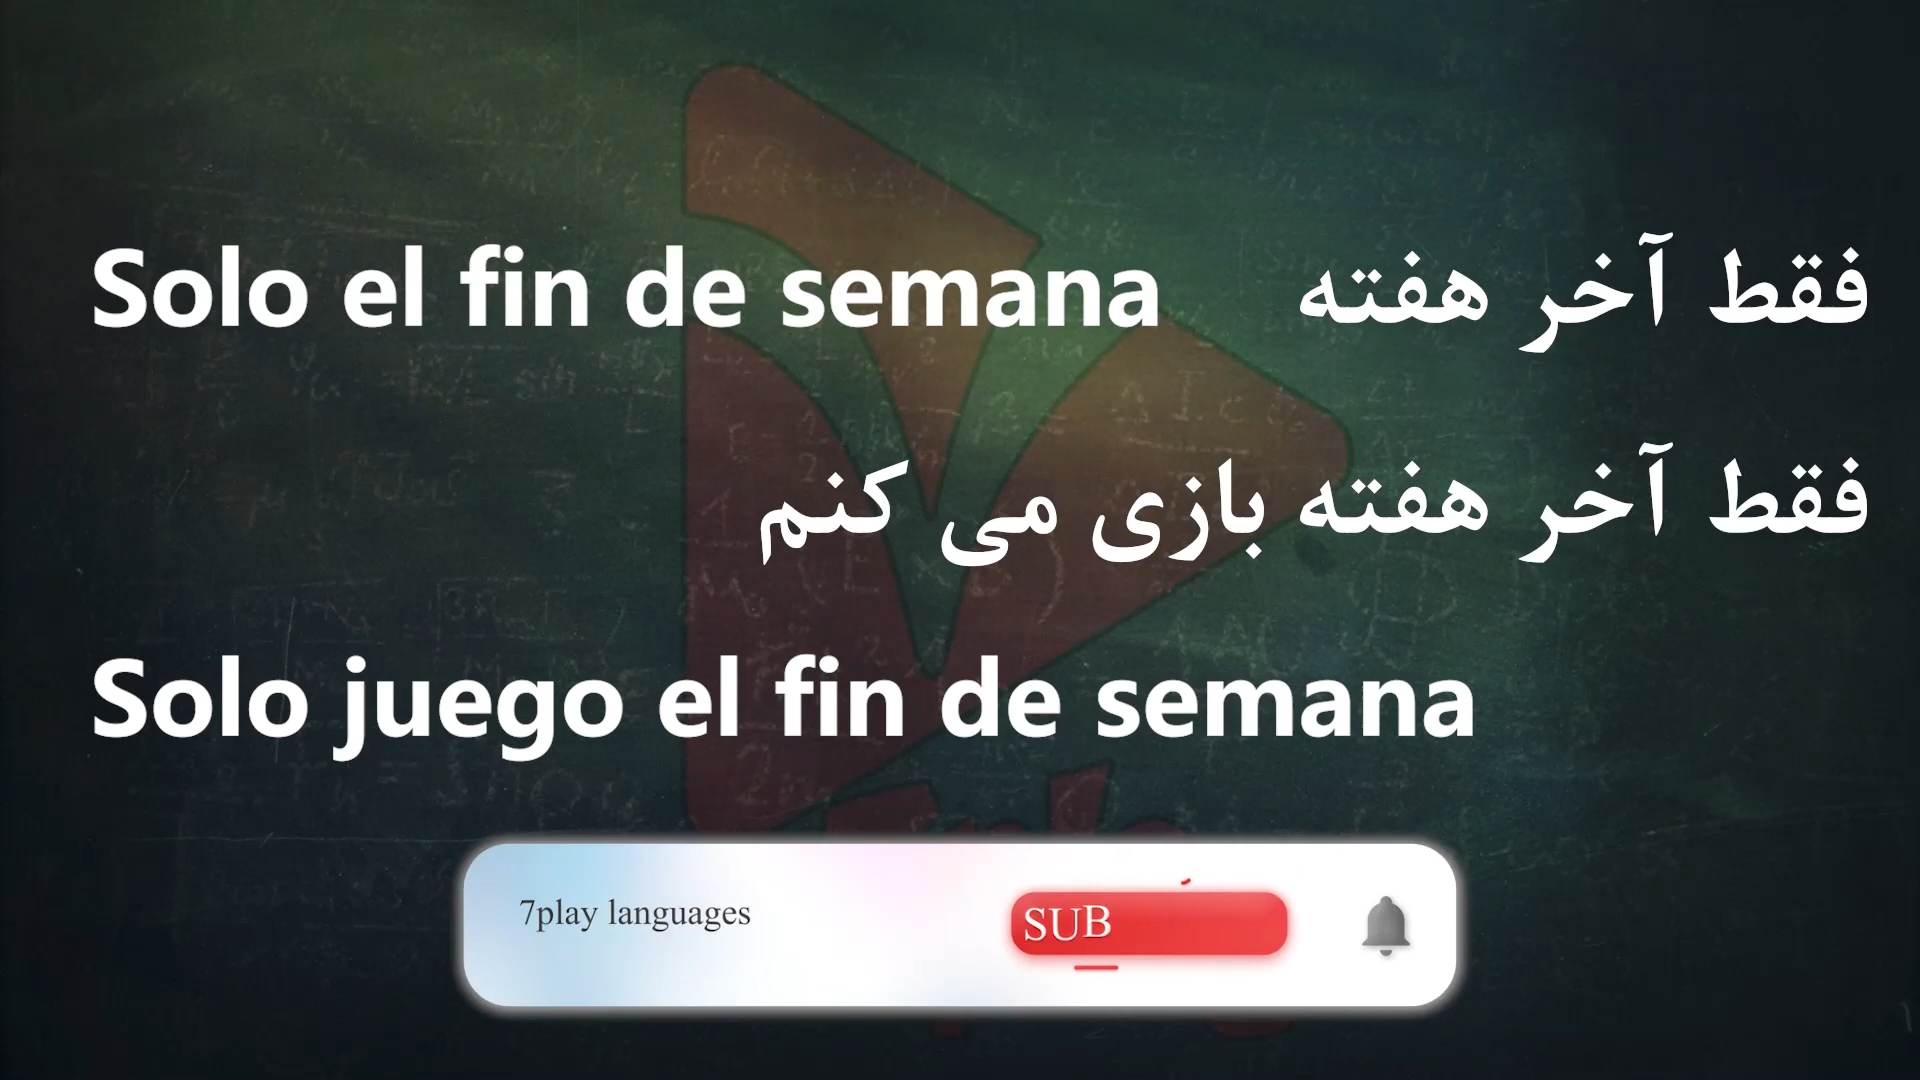 Solo el fin de semana
فقط آخر هفته
فقط آخر هفته بازی می کنم
Solo juego el fin de semana
7play languages
SUB